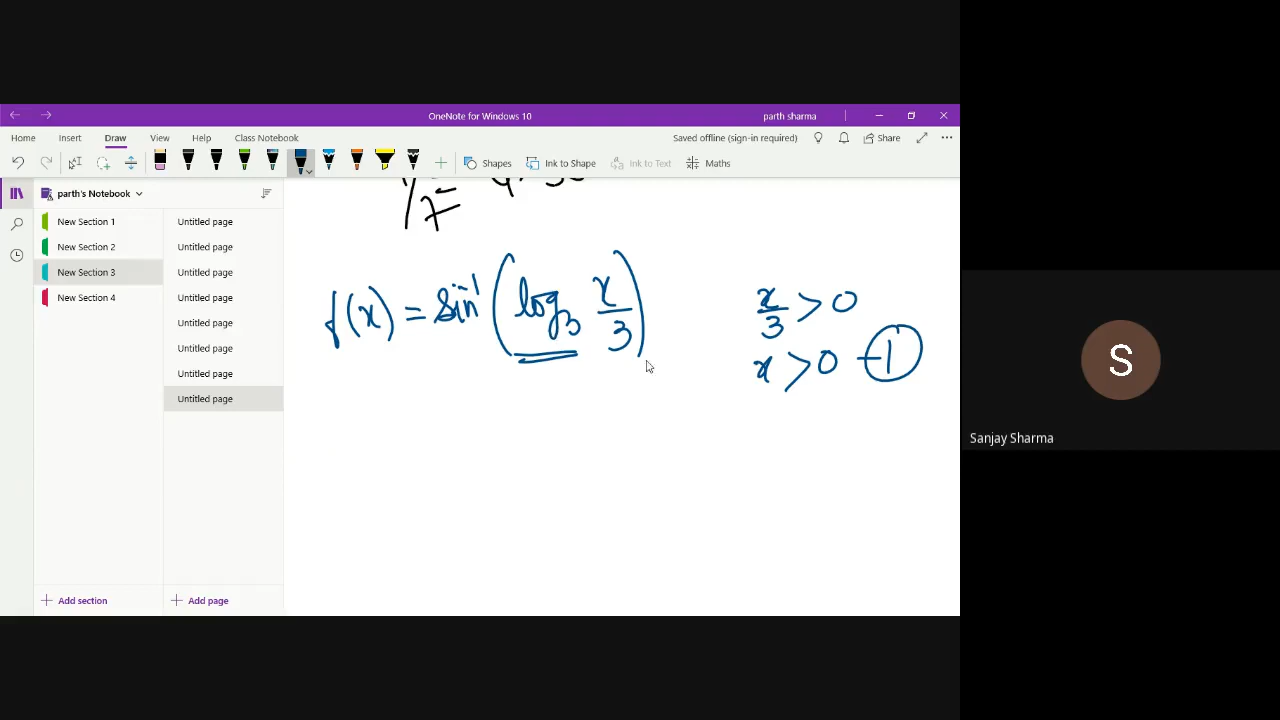 OneNote for Windows 10
parth sharma
Home Insert Draw View Help Class Notebook
Saved offline (sign-in required)
Share
Shapes Ink to Shape Ink to Text Maths
parth's Notebook
New Section 1
New Section 2
New Section 3
New Section 4
Untitled page
Untitled page
Untitled page
Untitled page
Untitled page
Untitled page
Untitled page
Untitled page
f(x) = sin⁻¹(log₃ x/3)
x/3 > 0
x > 0 — 1
+ Add section
+ Add page
S
Sanjay Sharma